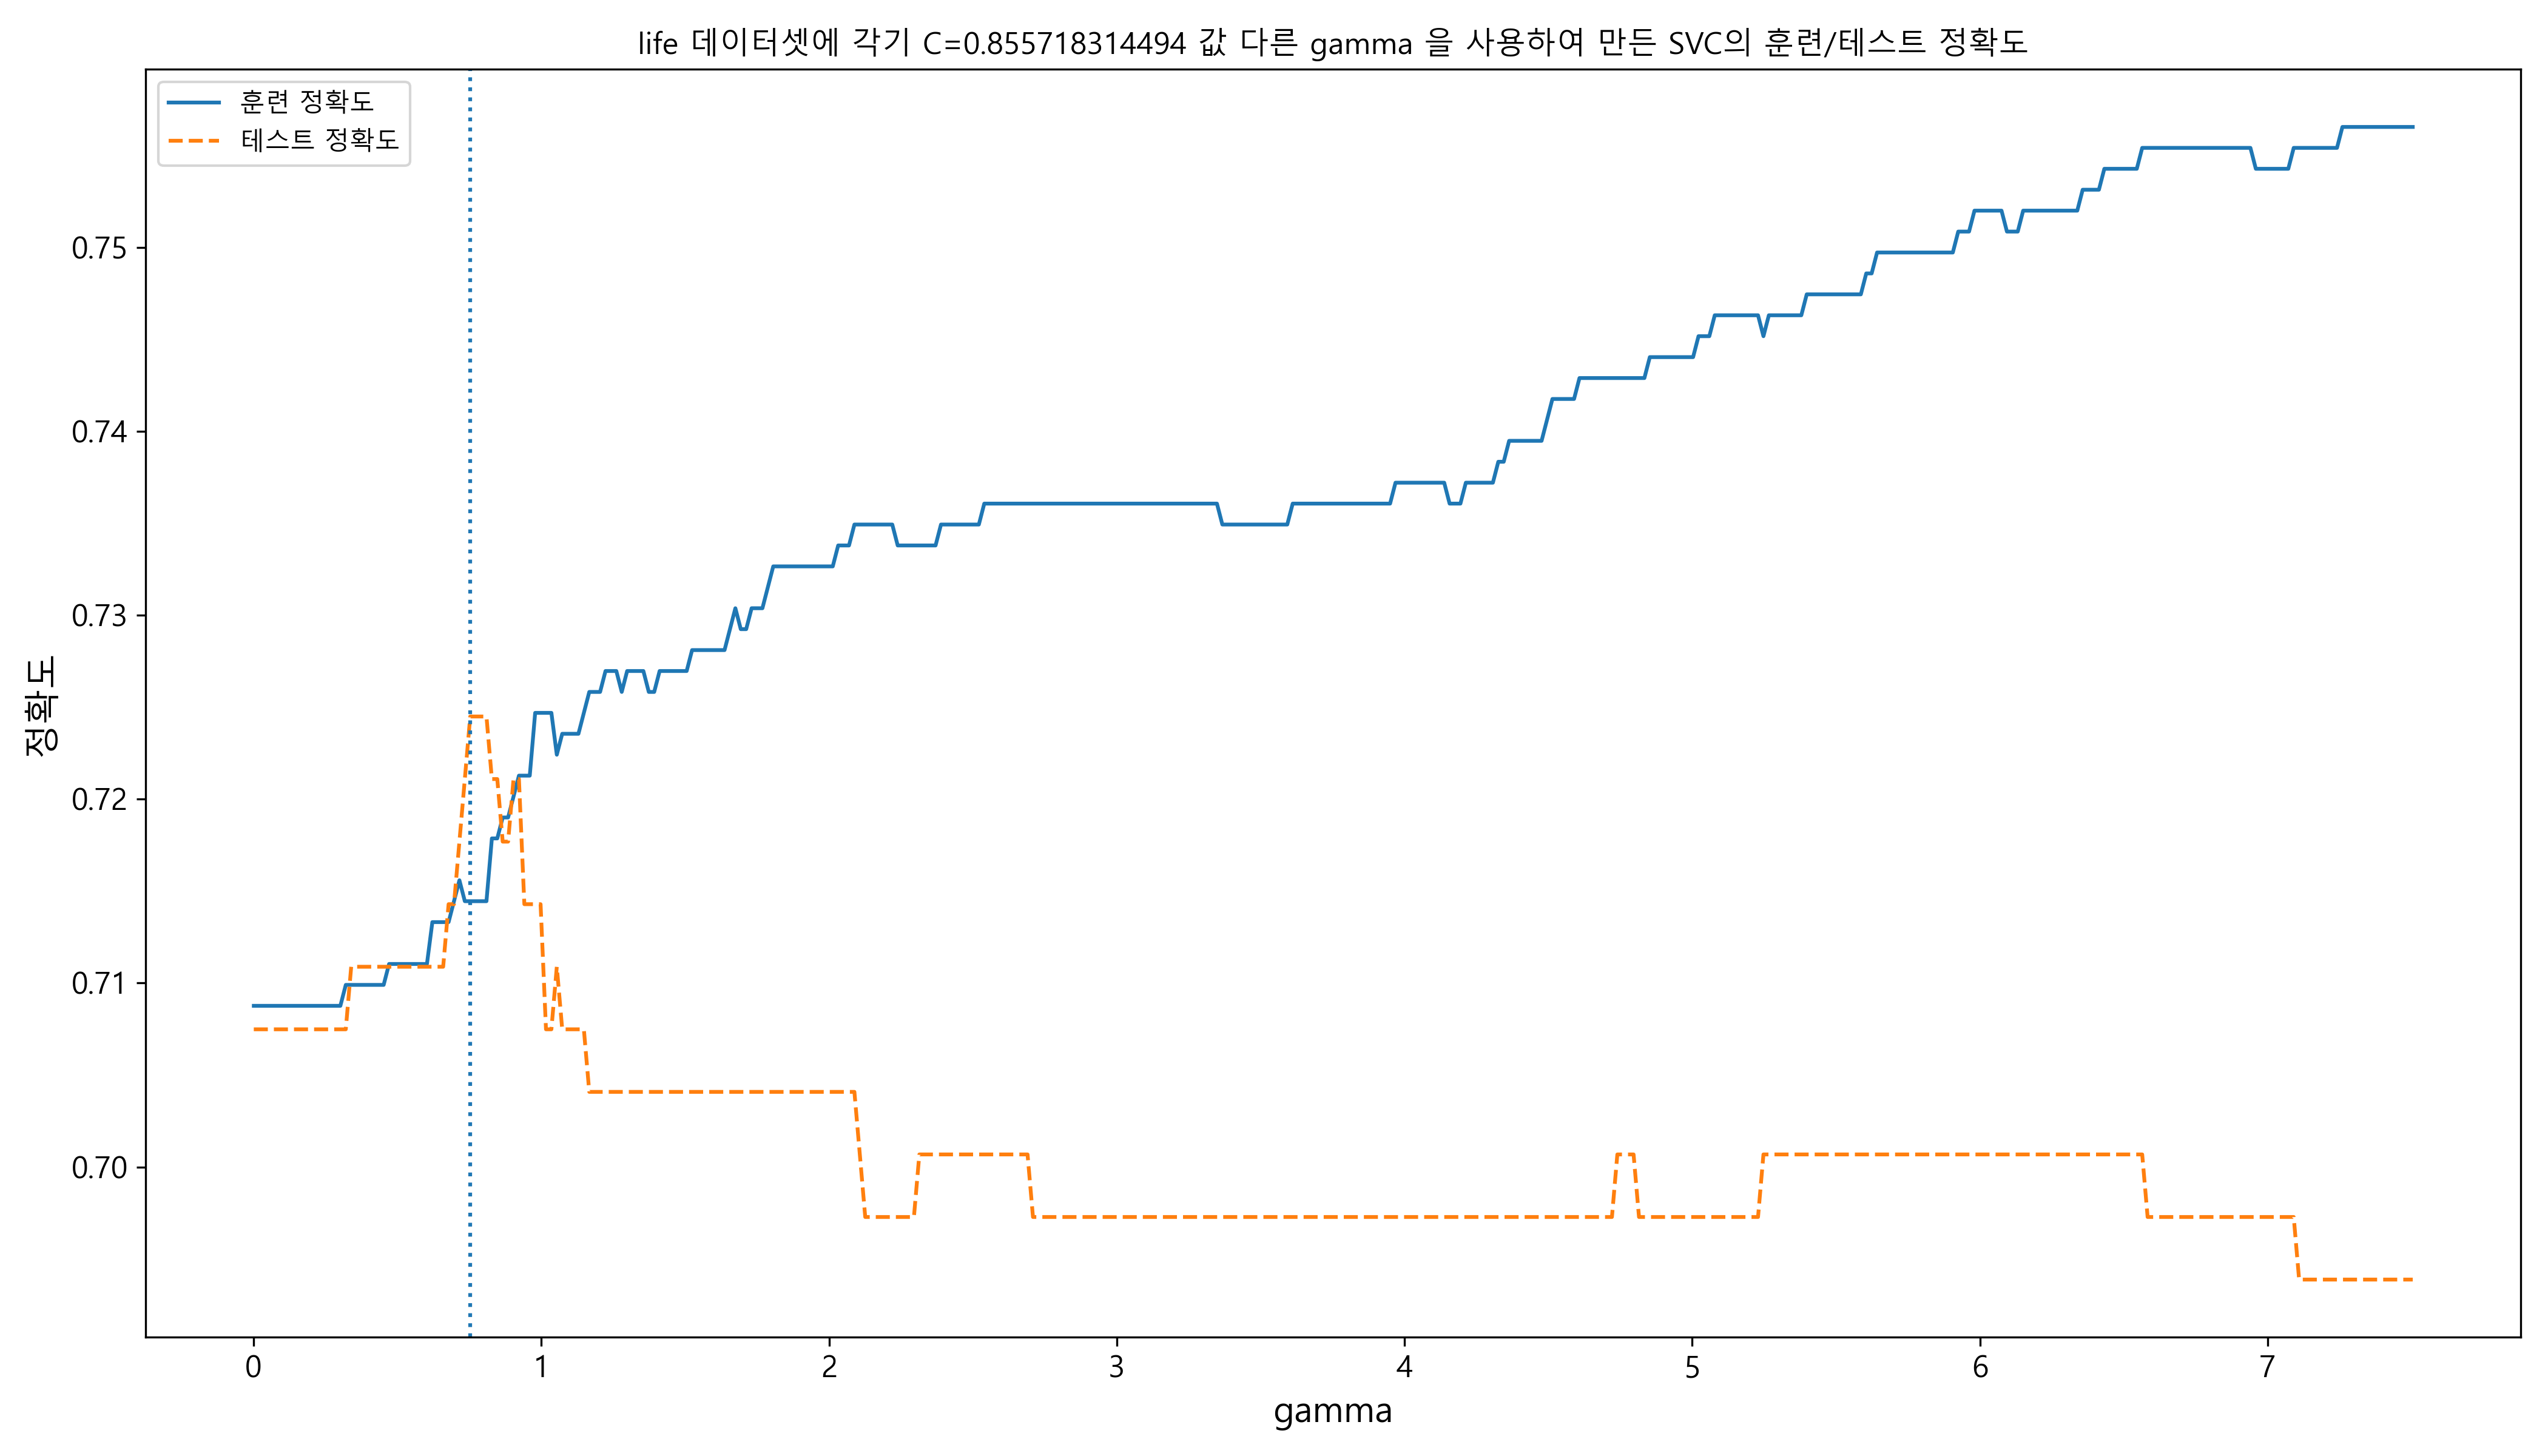 life 데이터셋에 각기 C=0.855718314494 값 다른 gamma 을 사용하여 만든 SVC의 훈련/테스트 정확도
훈련 정확도
테스트 정확도
0.75
0.74
0.73
0.72
0.71
0.70
정확도
0 1 2 3 4 5 6 7
gamma